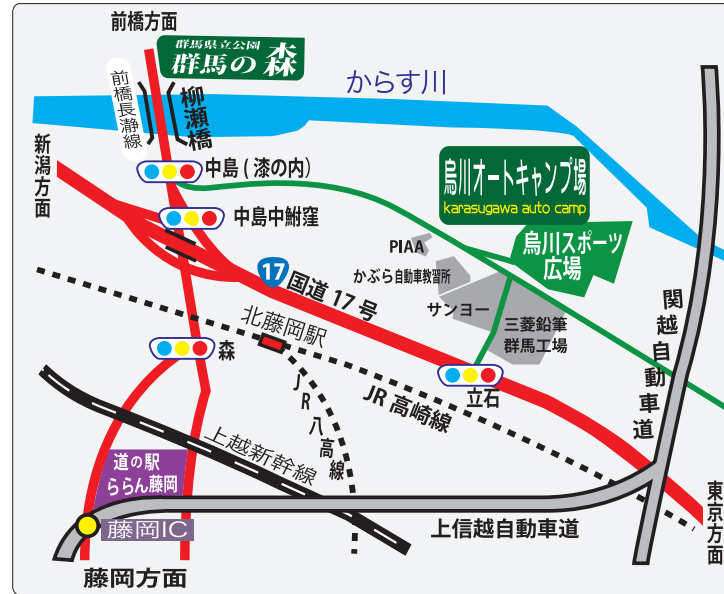 前橋方面
群馬県立公園
群馬の森
前橋長瀞線
柳瀬橋
からす川
新潟方面
中島(漆の内)
烏川オートキャンプ場
karasugawa auto camp
中島中鮒窪
烏川スポーツ
広場
PIAA
かぶら自動車教習所
17
国道17号
サンヨー
三菱鉛筆
群馬工場
関越自動車道
北藤岡駅
森
立石
JR高崎線
JR八高線
上越新幹線
道の駅
ららん藤岡
藤岡IC
上信越自動車道
東京方面
藤岡方面